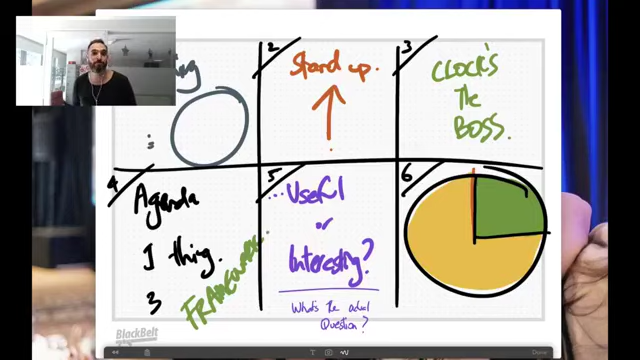 2
Stand up.
3
CLOCK'S
The
BOSS.
4
Agenda
1 thing.
3
FRAMEWORK
5
...Useful
or
Interesting?
What's the actual
Question?
6
BlackBelt
T
Done